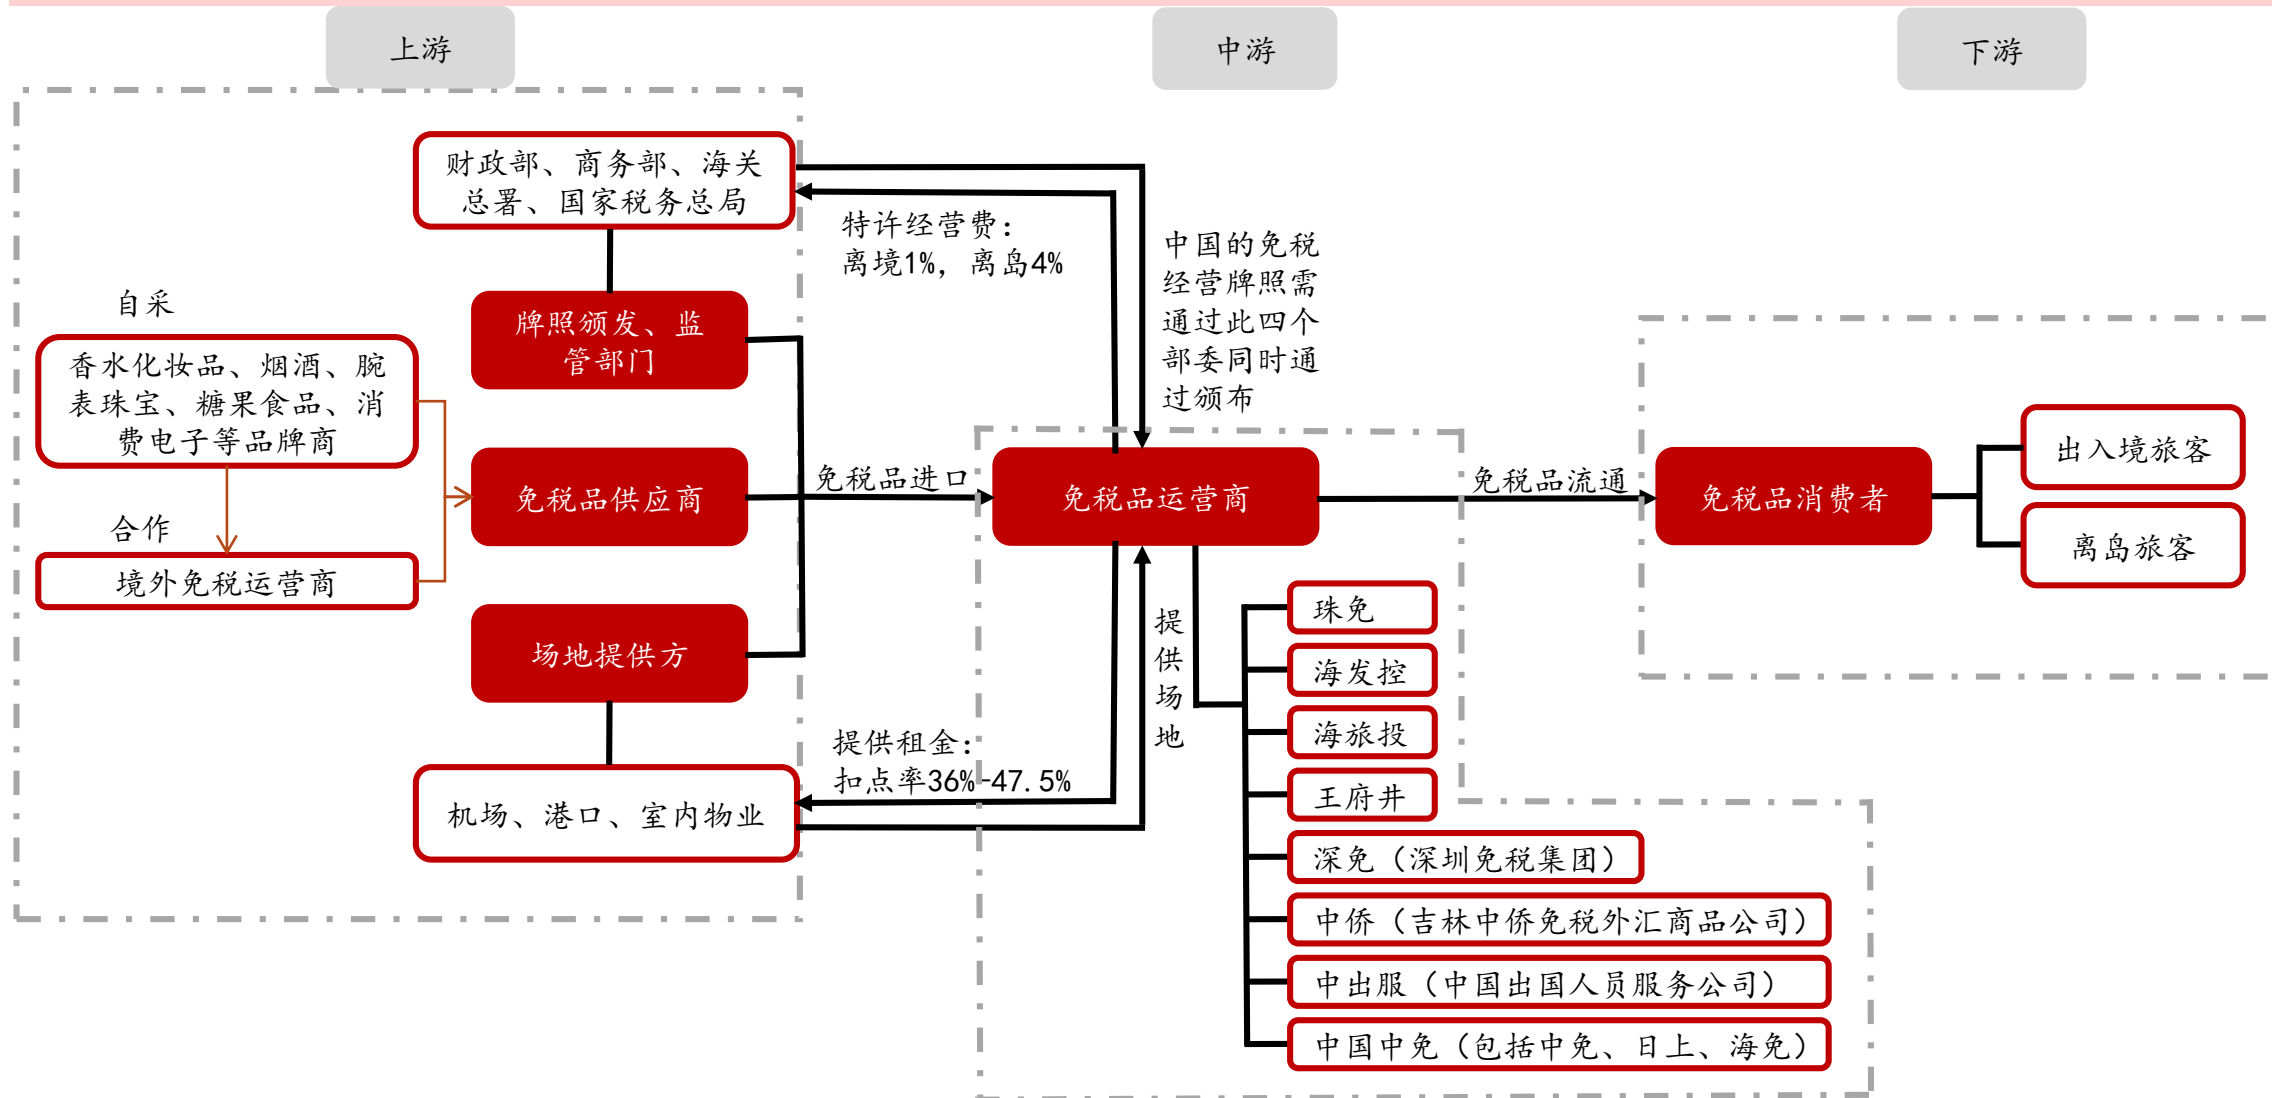 上游
中游
下游
财政部、商务部、海关
总署、国家税务总局
特许经营费：
离境1%，离岛4%
中国的免税
经营牌照需
通过此四个
部委同时通
过颁布
牌照颁发、监
管部门
自采
香水化妆品、烟酒、腕
表珠宝、糖果食品、消
费电子等品牌商
合作
境外免税运营商
免税品供应商
免税品进口
免税品运营商
免税品流通
免税品消费者
出入境旅客
离岛旅客
场地提供方
机场、港口、室内物业
提供租金：
扣点率36%-47.5%
提
供
场
地
珠免
海发控
海旅投
王府井
深免（深圳免税集团）
中侨（吉林中侨免税外汇商品公司）
中出服（中国出国人员服务公司）
中国中免（包括中免、日上、海免）